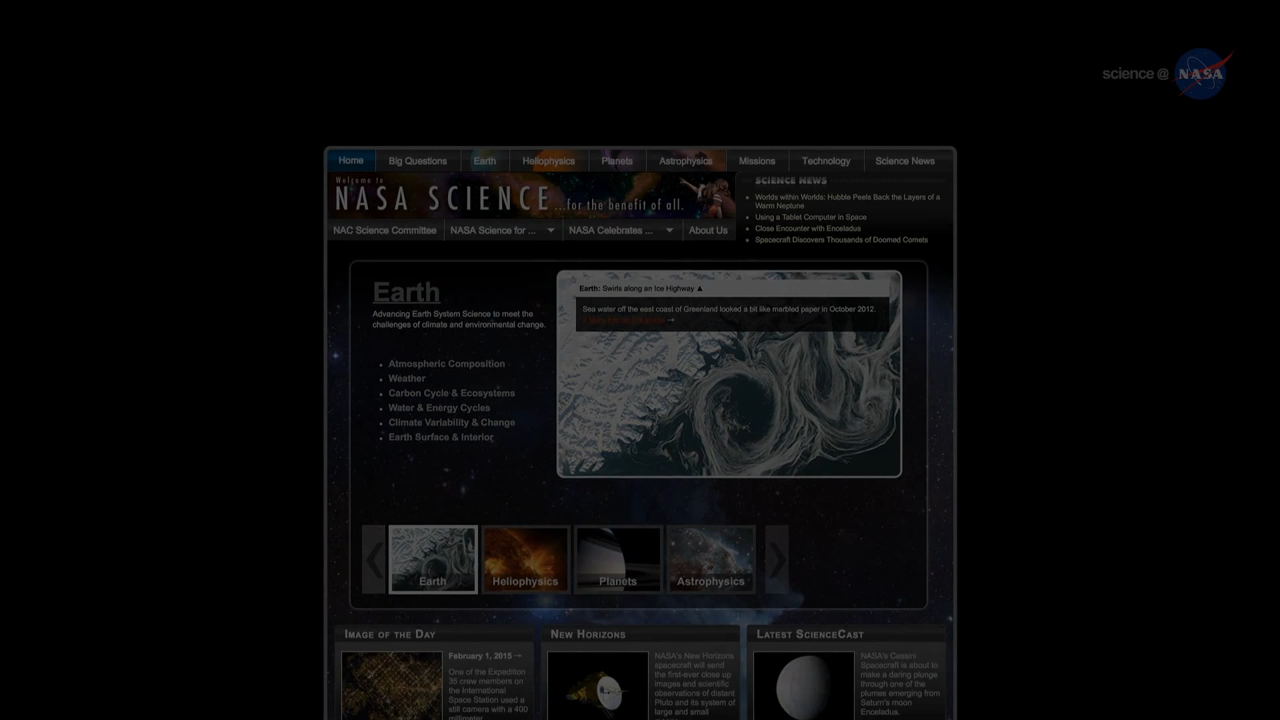 science @ NASA
Home Big Questions Earth Heliophysics Planets Astrophysics Missions Technology Science News
Welcome to
NASA SCIENCE ...for the benefit of all.
SCIENCE NEWS
Worlds within Worlds: Hubble Peels Back the Layers of a
Warm Neptune
Using a Tablet Computer in Space
Close Encounter with Enceladus
Spacecraft Discovers Thousands of Doomed Comets
NAC Science Committee NASA Science for ... NASA Celebrates ... About Us
Earth
Advancing Earth System Science to meet the
challenges of climate and environmental change.
Atmospheric Composition
Weather
Carbon Cycle & Ecosystems
Water & Energy Cycles
Climate Variability & Change
Earth Surface & Interior
Earth: Swirls along an Ice Highway ▲
Sea water off the east coast of Greenland looked a bit like marbled paper in October 2012.
Earth Heliophysics Planets Astrophysics
IMAGE OF THE DAY
February 1, 2015 →
One of the Expedition
35 crew members on
the International
Space Station used a
still camera with a 400
millimeter
NEW HORIZONS
NASA's New Horizons
spacecraft will send
the first-ever close up
images and scientific
observations of distant
Pluto and its system of
large and small
LATEST SCIENCECAST
NASA's Cassini
Spacecraft is about to
make a daring plunge
through one of the
plumes emerging from
Saturn's moon
Enceladus.